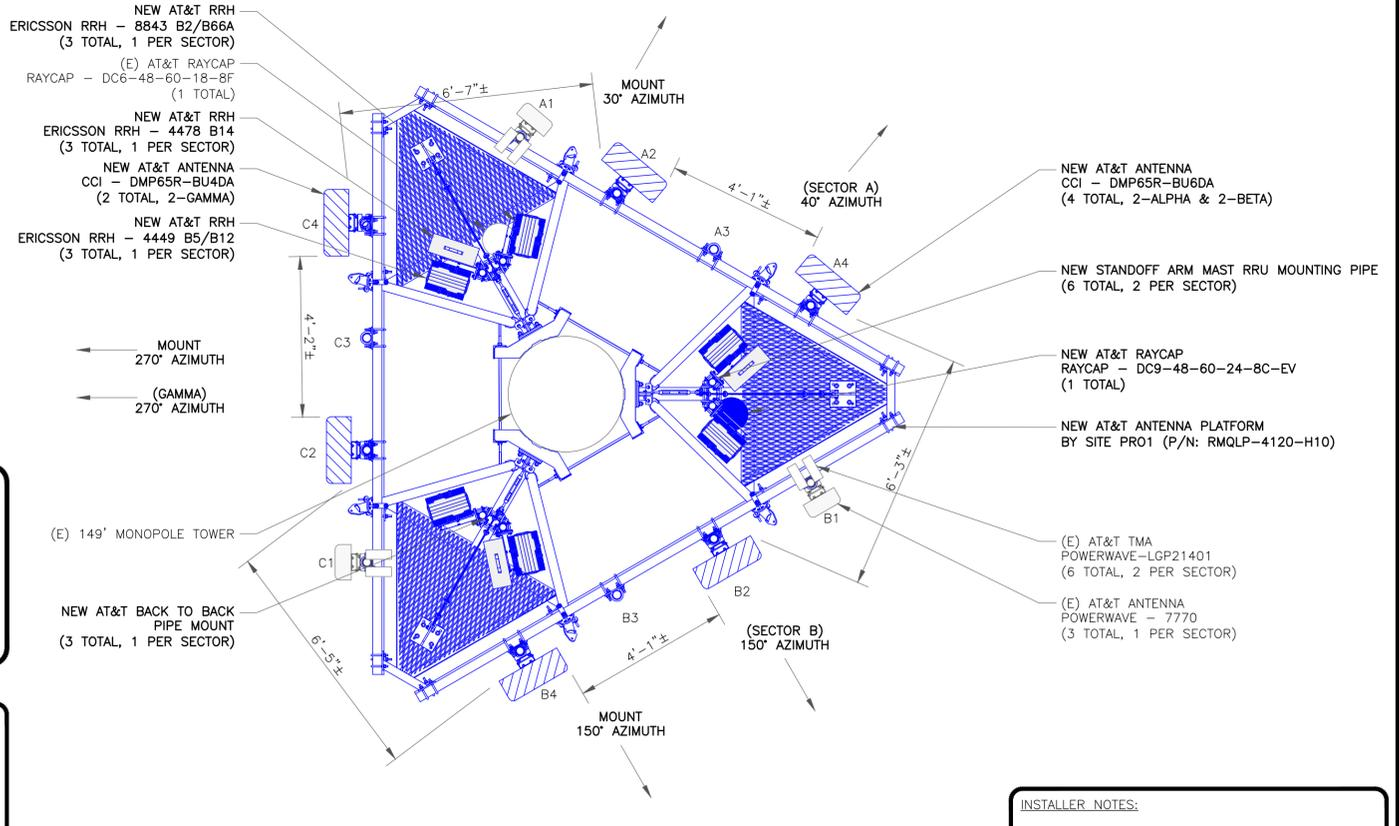 NEW AT&T RRH
ERICSSON RRH – 8843 B2/B66A
(3 TOTAL, 1 PER SECTOR)
(E) AT&T RAYCAP
RAYCAP – DC6-48-60-18-8F
(1 TOTAL)
NEW AT&T RRH
ERICSSON RRH – 4478 B14
(3 TOTAL, 1 PER SECTOR)
NEW AT&T ANTENNA
CCI – DMP65R-BU4DA
(2 TOTAL, 2-GAMMA)
NEW AT&T RRH
ERICSSON RRH – 4449 B5/B12
(3 TOTAL, 1 PER SECTOR)
MOUNT
270° AZIMUTH
(GAMMA)
270° AZIMUTH
(E) 149' MONOPOLE TOWER
NEW AT&T BACK TO BACK
PIPE MOUNT
(3 TOTAL, 1 PER SECTOR)
6'-7"±
A1
MOUNT
30° AZIMUTH
A2
4'-1"±
(SECTOR A)
40° AZIMUTH
A3
A4
C4
4'-2"±
C3
C2
C1
6'-5"±
B4
4'-1"±
B3
B2
B1
6'-3"±
(SECTOR B)
150° AZIMUTH
MOUNT
150° AZIMUTH
NEW AT&T ANTENNA
CCI – DMP65R-BU6DA
(4 TOTAL, 2-ALPHA & 2-BETA)
NEW STANDOFF ARM MAST RRU MOUNTING PIPE
(6 TOTAL, 2 PER SECTOR)
NEW AT&T RAYCAP
RAYCAP – DC9-48-60-24-8C-EV
(1 TOTAL)
NEW AT&T ANTENNA PLATFORM
BY SITE PRO1 (P/N: RMQLP-4120-H10)
(E) AT&T TMA
POWERWAVE-LGP21401
(6 TOTAL, 2 PER SECTOR)
(E) AT&T ANTENNA
POWERWAVE – 7770
(3 TOTAL, 1 PER SECTOR)
INSTALLER NOTES: